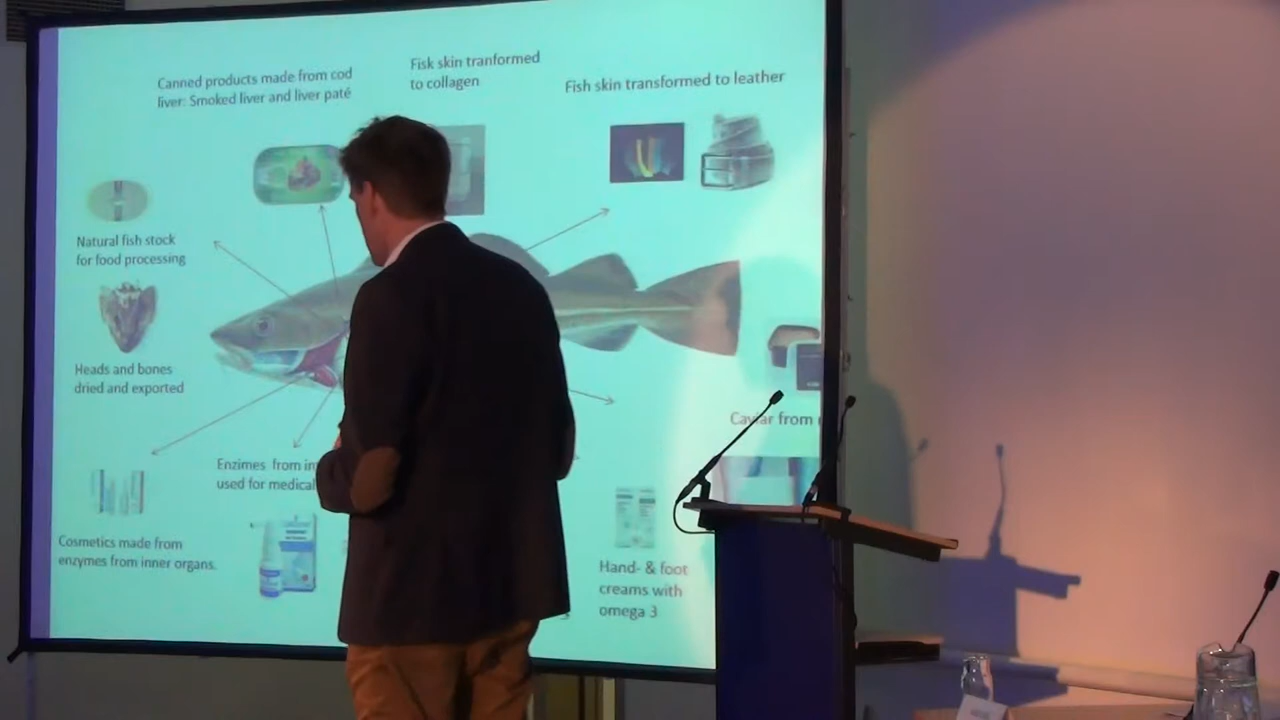 Canned products made from cod
liver: Smoked liver and liver paté
Fisk skin tranformed
to collagen
Fish skin transformed to leather
Natural fish stock
for food processing
Heads and bones
dried and exported
Caviar from
Enzimes from
used for medical
Cosmetics made from
enzymes from inner organs.
Hand- & foot
creams with
omega 3